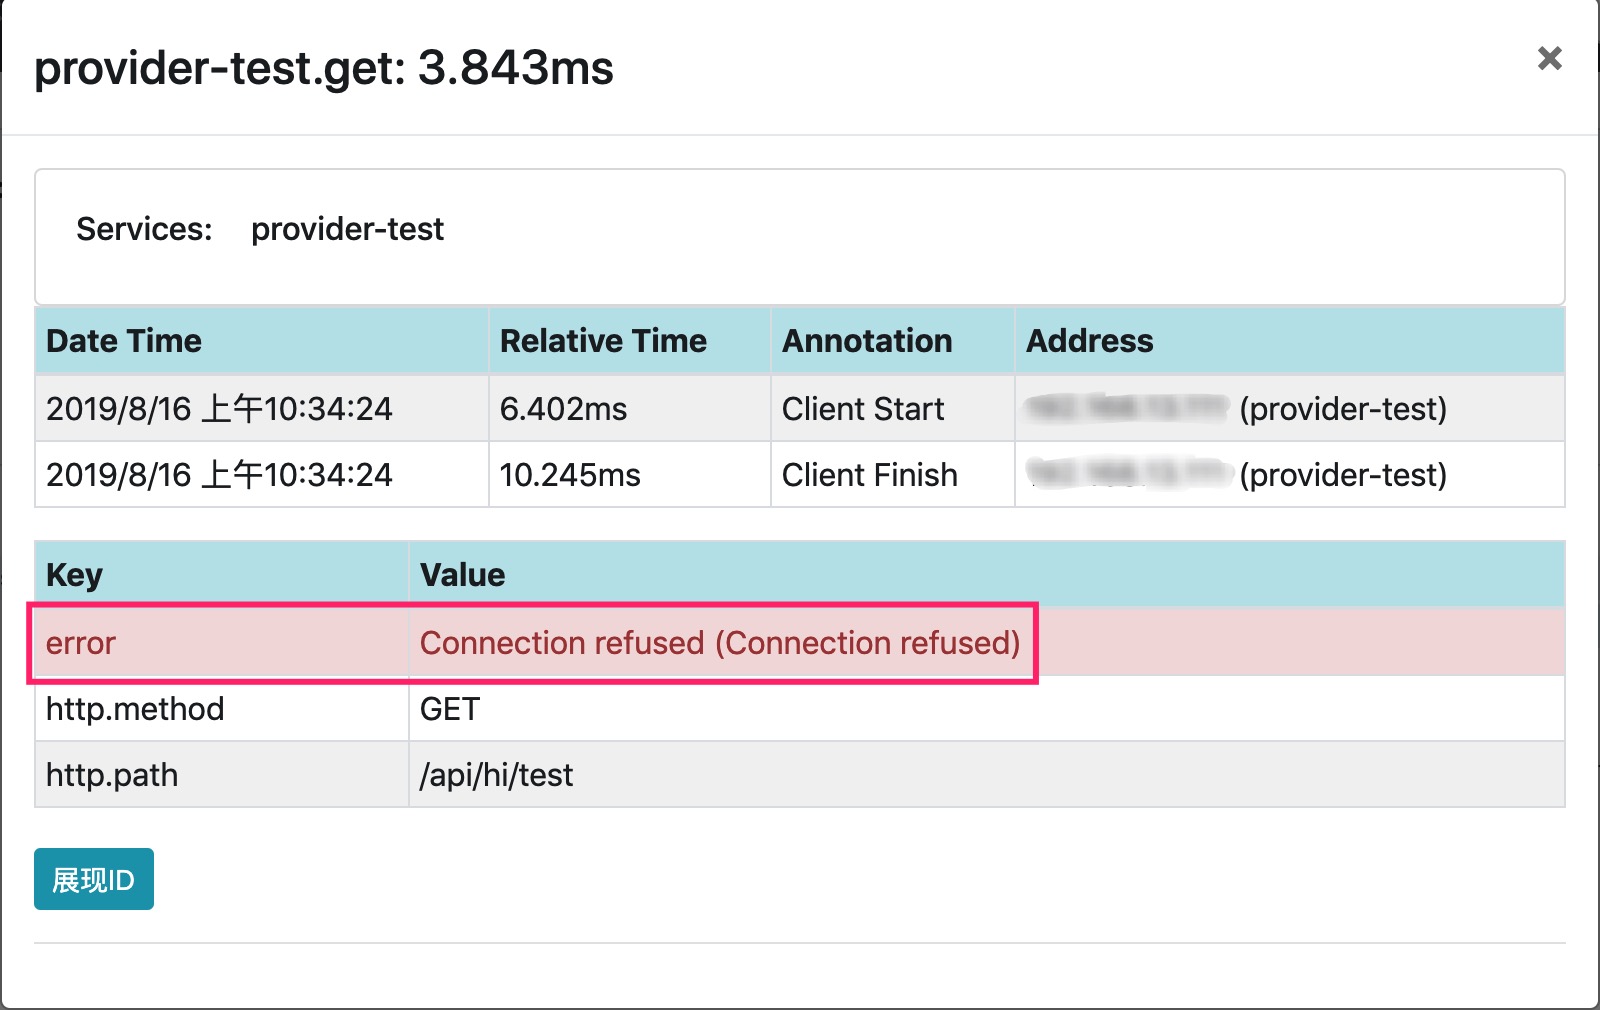 provider-test.get: 3.843ms
×
Services: provider-test
Date Time Relative Time Annotation Address
2019/8/16 上午10:34:24 6.402ms Client Start (provider-test)
2019/8/16 上午10:34:24 10.245ms Client Finish (provider-test)
Key Value
error Connection refused (Connection refused)
http.method GET
http.path /api/hi/test
展现ID